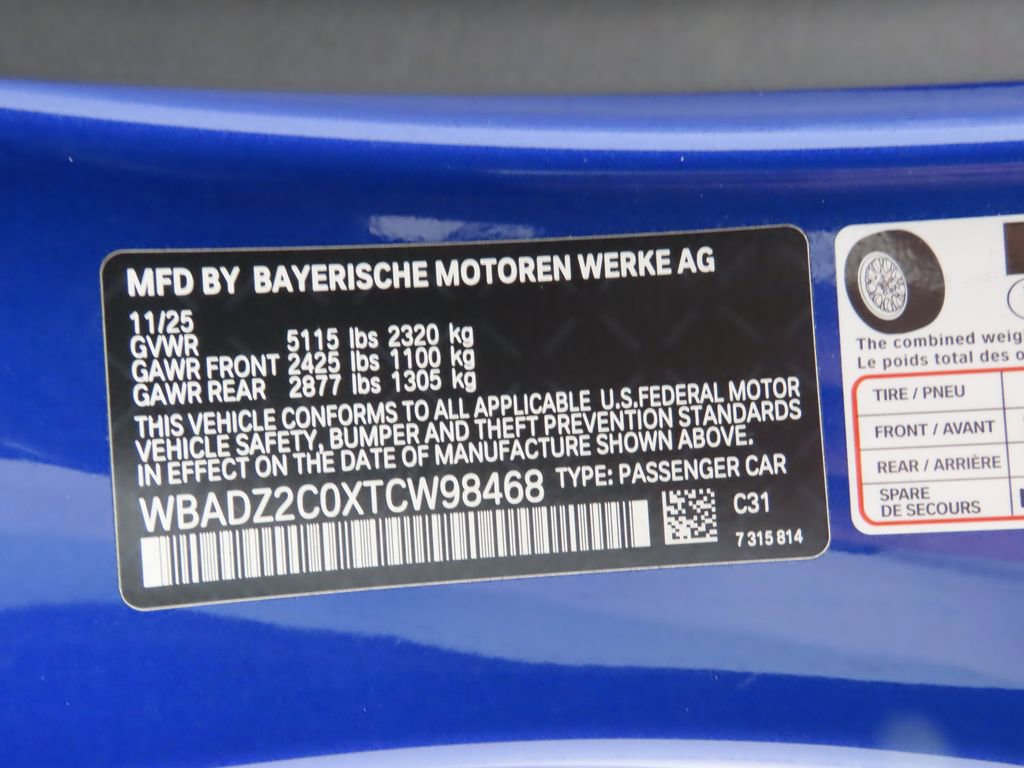 MFD BY BAYERISCHE MOTOREN WERKE AG
11/25
GVWR 5115 lbs 2320 kg
GAWR FRONT 2425 lbs 1100 kg
GAWR REAR 2877 lbs 1305 kg
THIS VEHICLE CONFORMS TO ALL APPLICABLE U.S.FEDERAL MOTOR
VEHICLE SAFETY, BUMPER AND THEFT PREVENTION STANDARDS
IN EFFECT ON THE DATE OF MANUFACTURE SHOWN ABOVE.
WBADZ2C0XTCW98468 TYPE: PASSENGER CAR
C31
7 315 814
The combined weig
Le poids total des o
TIRE / PNEU
FRONT / AVANT
REAR / ARRIÈRE
SPARE
DE SECOURS